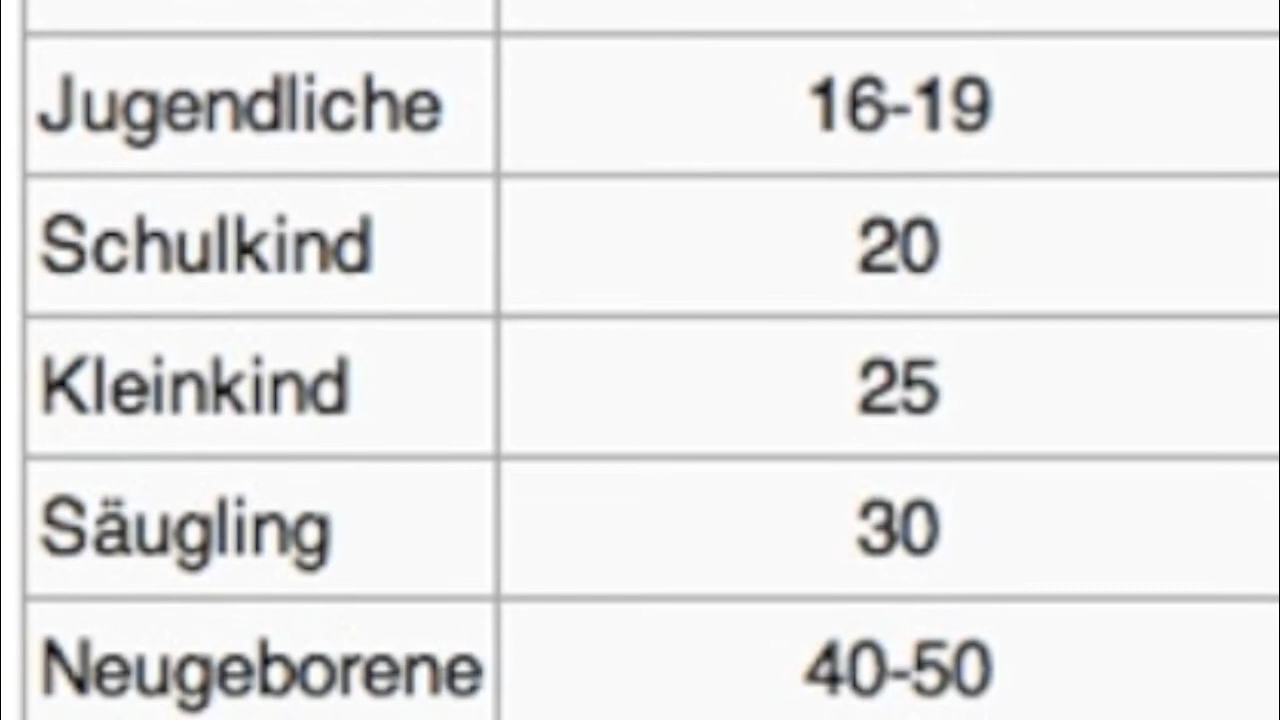 Jugendliche 16-19
Schulkind 20
Kleinkind 25
Säugling 30
Neugeborene 40-50